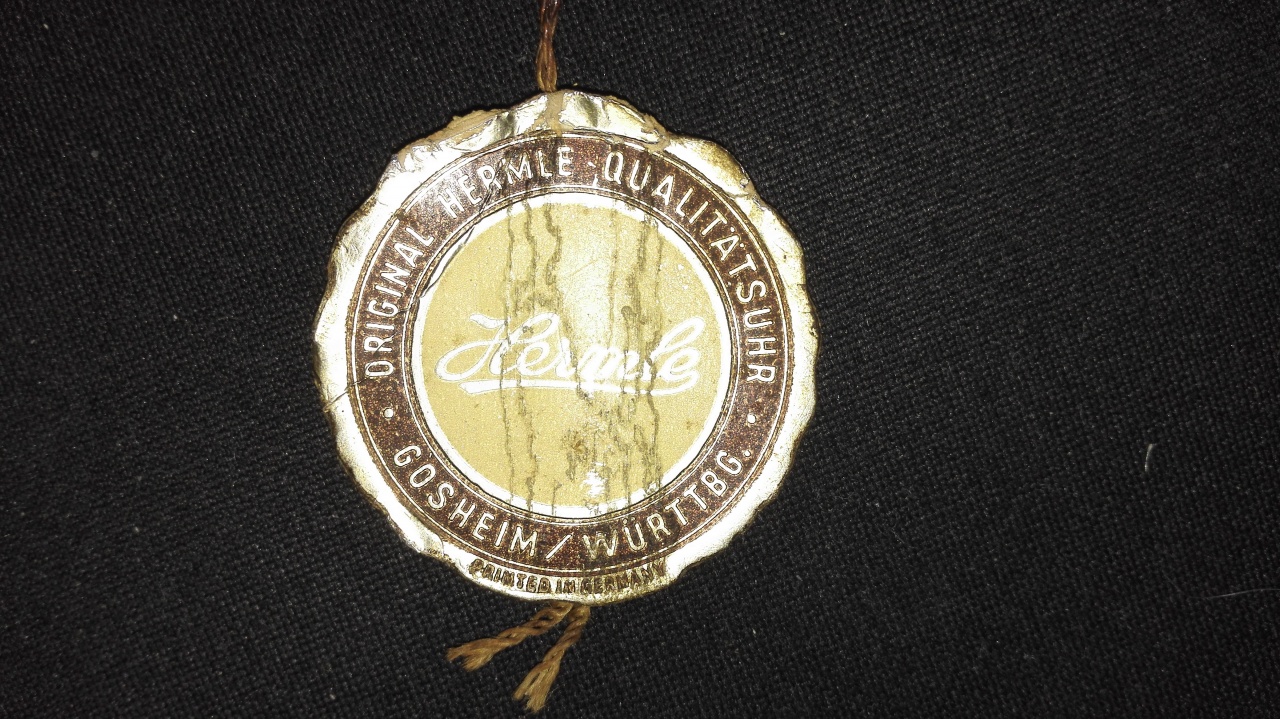 ORIGINAL HERMLE - QUALITÄTSUHR
Hermle
• GOSHEIM / WÜRTTBG. •
PRINTED IN GERMANY